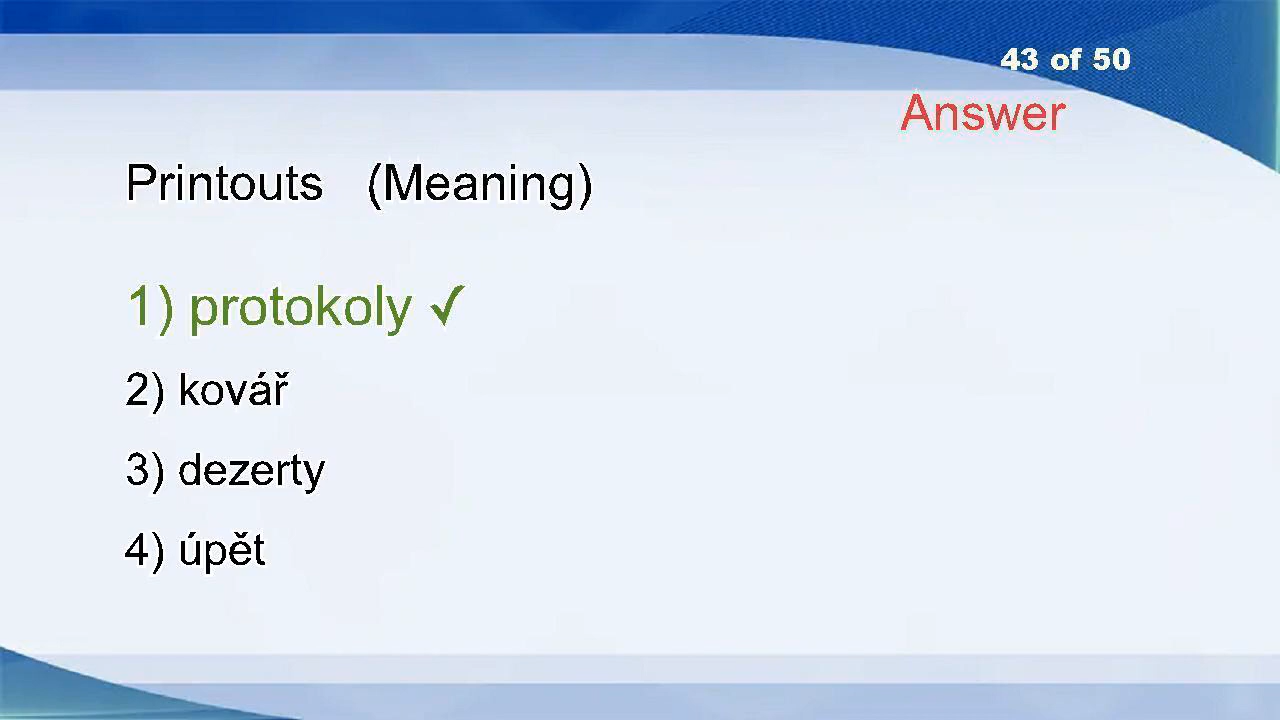 43 of 50
Answer
Printouts (Meaning)
1) protokoly ✓
2) kovář
3) dezerty
4) úpět